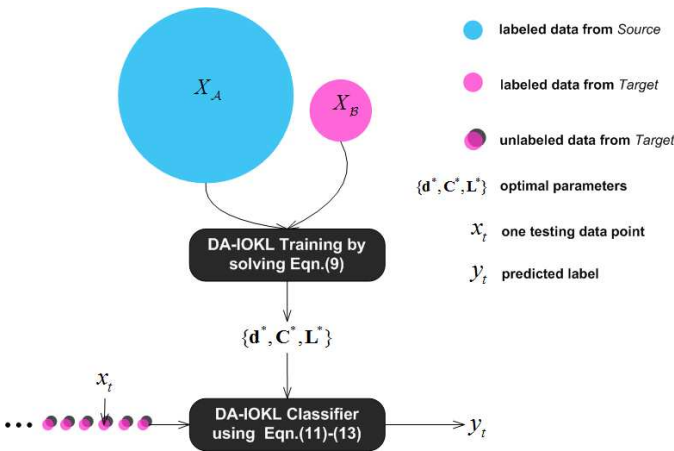 X_A
X_B
labeled data from Source
labeled data from Target
unlabeled data from Target
{d*, C*, L*} optimal parameters
x_t one testing data point
y_t predicted label
DA-IOKL Training by
solving Eqn.(9)
{d*, C*, L*}
x_t
DA-IOKL Classifier
using Eqn.(11)-(13)
y_t